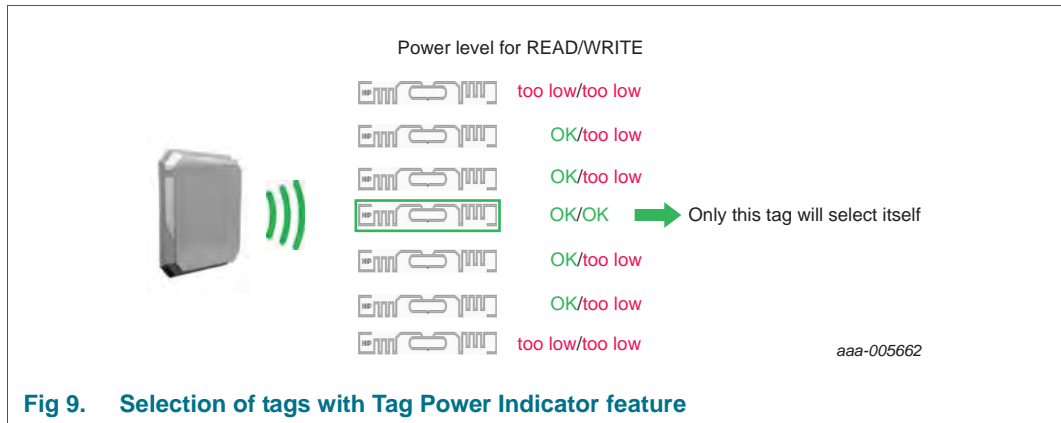 Power level for READ/WRITE
too low/too low
OK/too low
OK/too low
OK/OK Only this tag will select itself
OK/too low
OK/too low
too low/too low
aaa-005662
Fig 9. Selection of tags with Tag Power Indicator feature